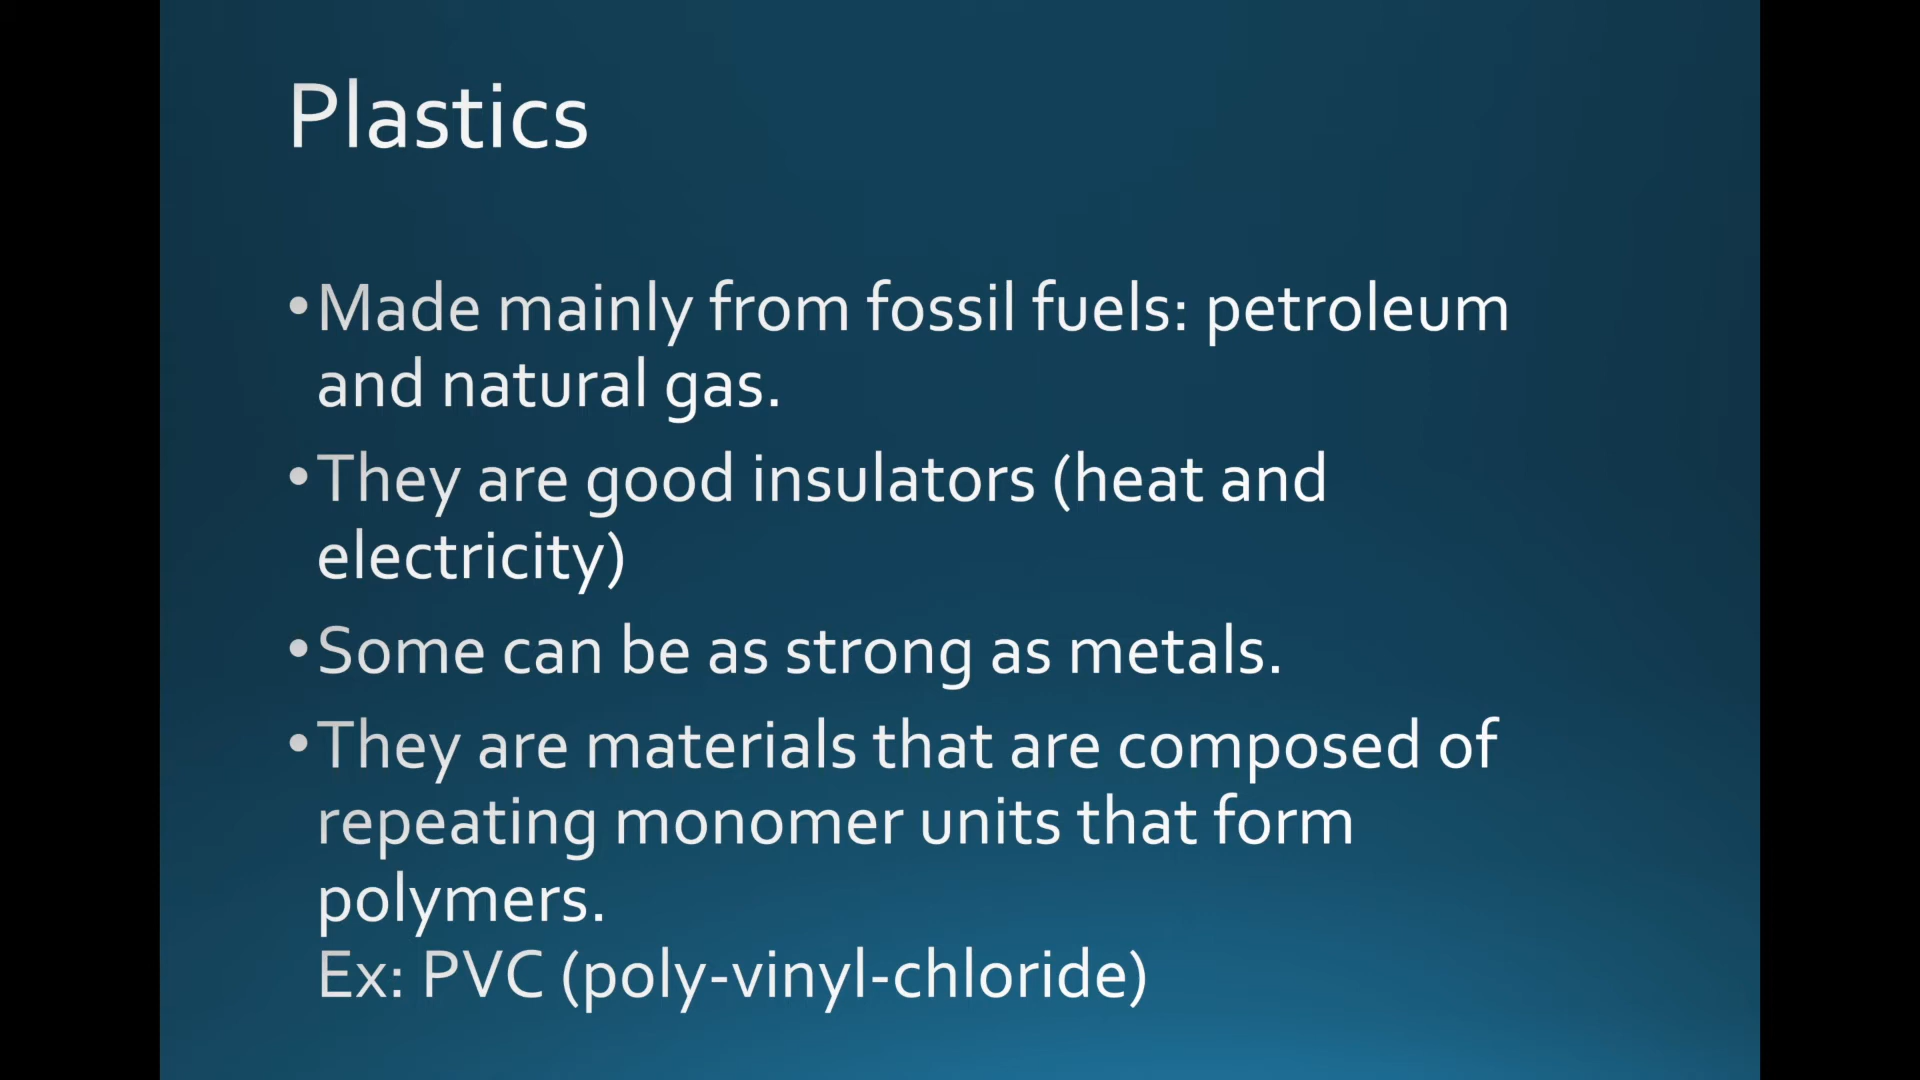 Plastics
•Made mainly from fossil fuels: petroleum
and natural gas.
•They are good insulators (heat and
electricity)
•Some can be as strong as metals.
•They are materials that are composed of
repeating monomer units that form
polymers.
Ex: PVC (poly-vinyl-chloride)